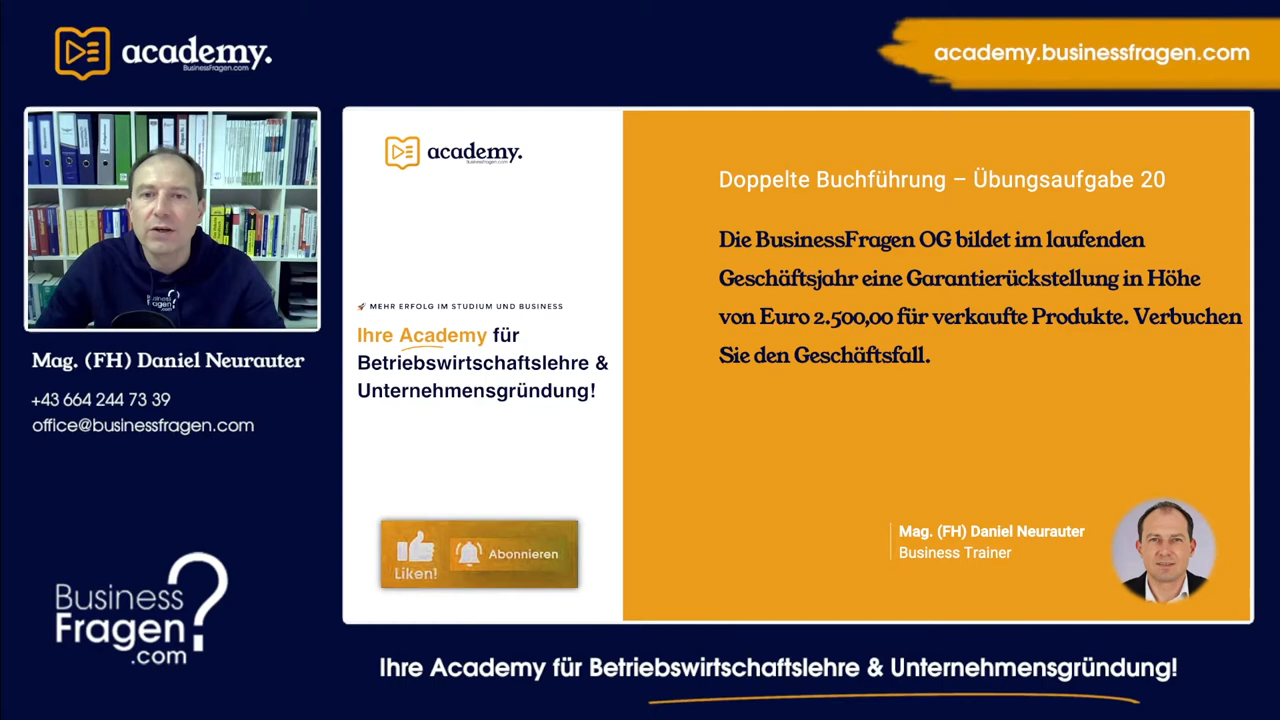 academy.
BusinessFragen.com
academy.businessfragen.com
Mag. (FH) Daniel Neurauter
+43 664 244 73 39
office@businessfragen.com
Business
Fragen?
.com
academy.
BusinessFragen.com
🚀 MEHR ERFOLG IM STUDIUM UND BUSINESS
Ihre Academy für
Betriebswirtschaftslehre &
Unternehmensgründung!
Liken!
Abonnieren
Doppelte Buchführung – Übungsaufgabe 20
Die BusinessFragen OG bildet im laufenden
Geschäftsjahr eine Garantierückstellung in Höhe
von Euro 2.500,00 für verkaufte Produkte. Verbuchen
Sie den Geschäftsfall.
Mag. (FH) Daniel Neurauter
Business Trainer
Ihre Academy für Betriebswirtschaftslehre & Unternehmensgründung!